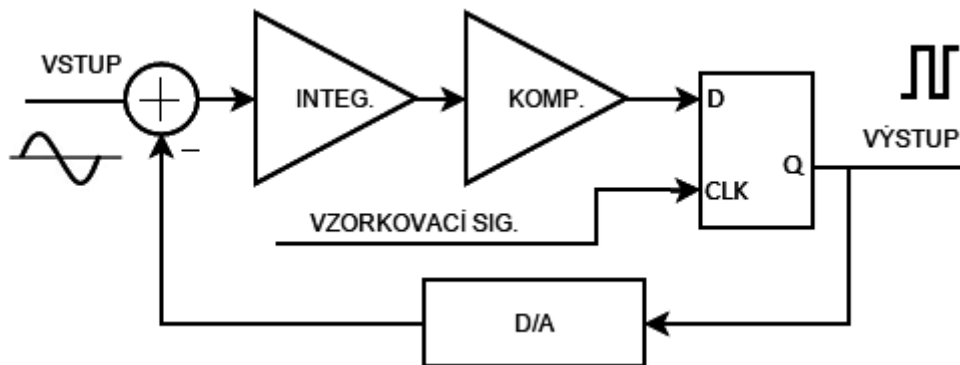 VSTUP
INTEG.
KOMP.
D
VÝSTUP
Q
CLK
VZORKOVACÍ SIG.
D/A